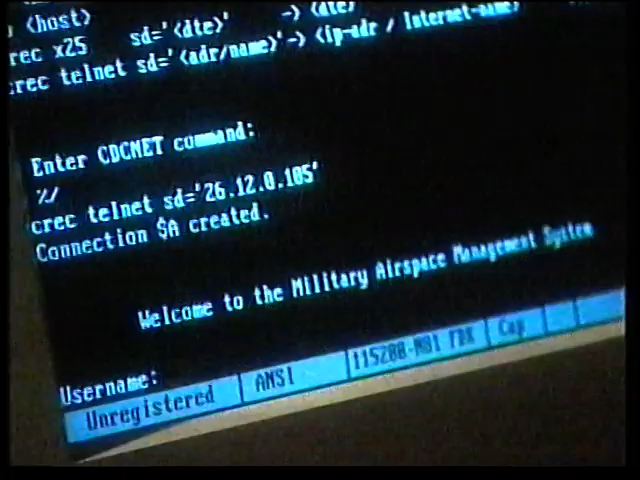 <host>
crec x25 sd='<dte>' -> <dte>
crec telnet sd='<adr/name>'-> <ip-adr / Internet-name>
Enter CDCNET command:
%/
crec telnet sd='26.12.0.105'
Connection $A created.
Welcome to the Military Airspace Management System
Username:
Unregistered ANSI 115200-N81 FDX Cap